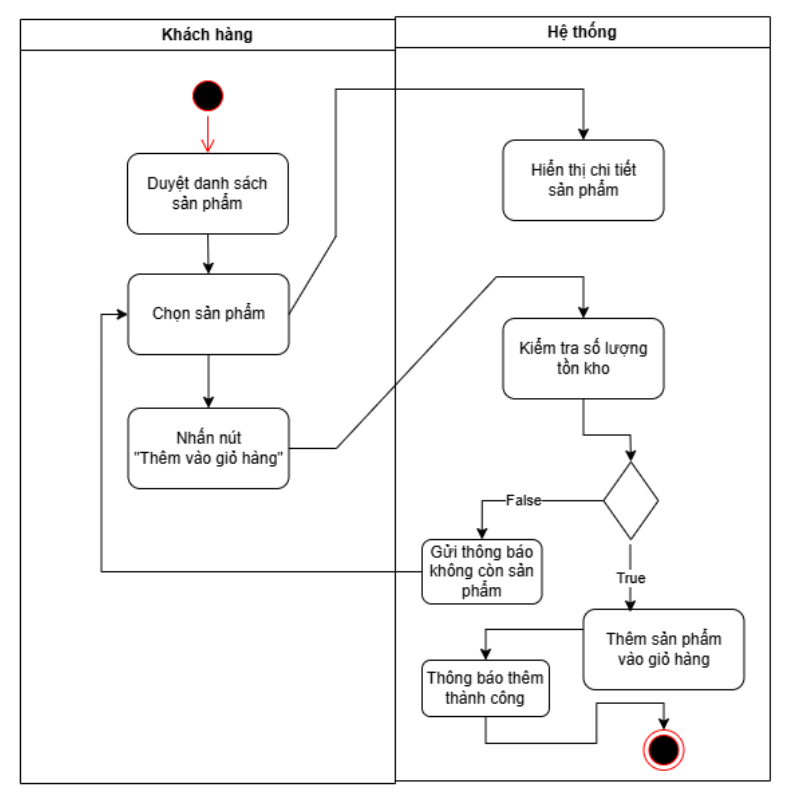 Khách hàng
Hệ thống
Duyệt danh sách
sản phẩm
Hiển thị chi tiết
sản phẩm
Chọn sản phẩm
Kiểm tra số lượng
tồn kho
Nhấn nút
"Thêm vào giỏ hàng"
False
Gửi thông báo
không còn sản
phẩm
True
Thêm sản phẩm
vào giỏ hàng
Thông báo thêm
thành công